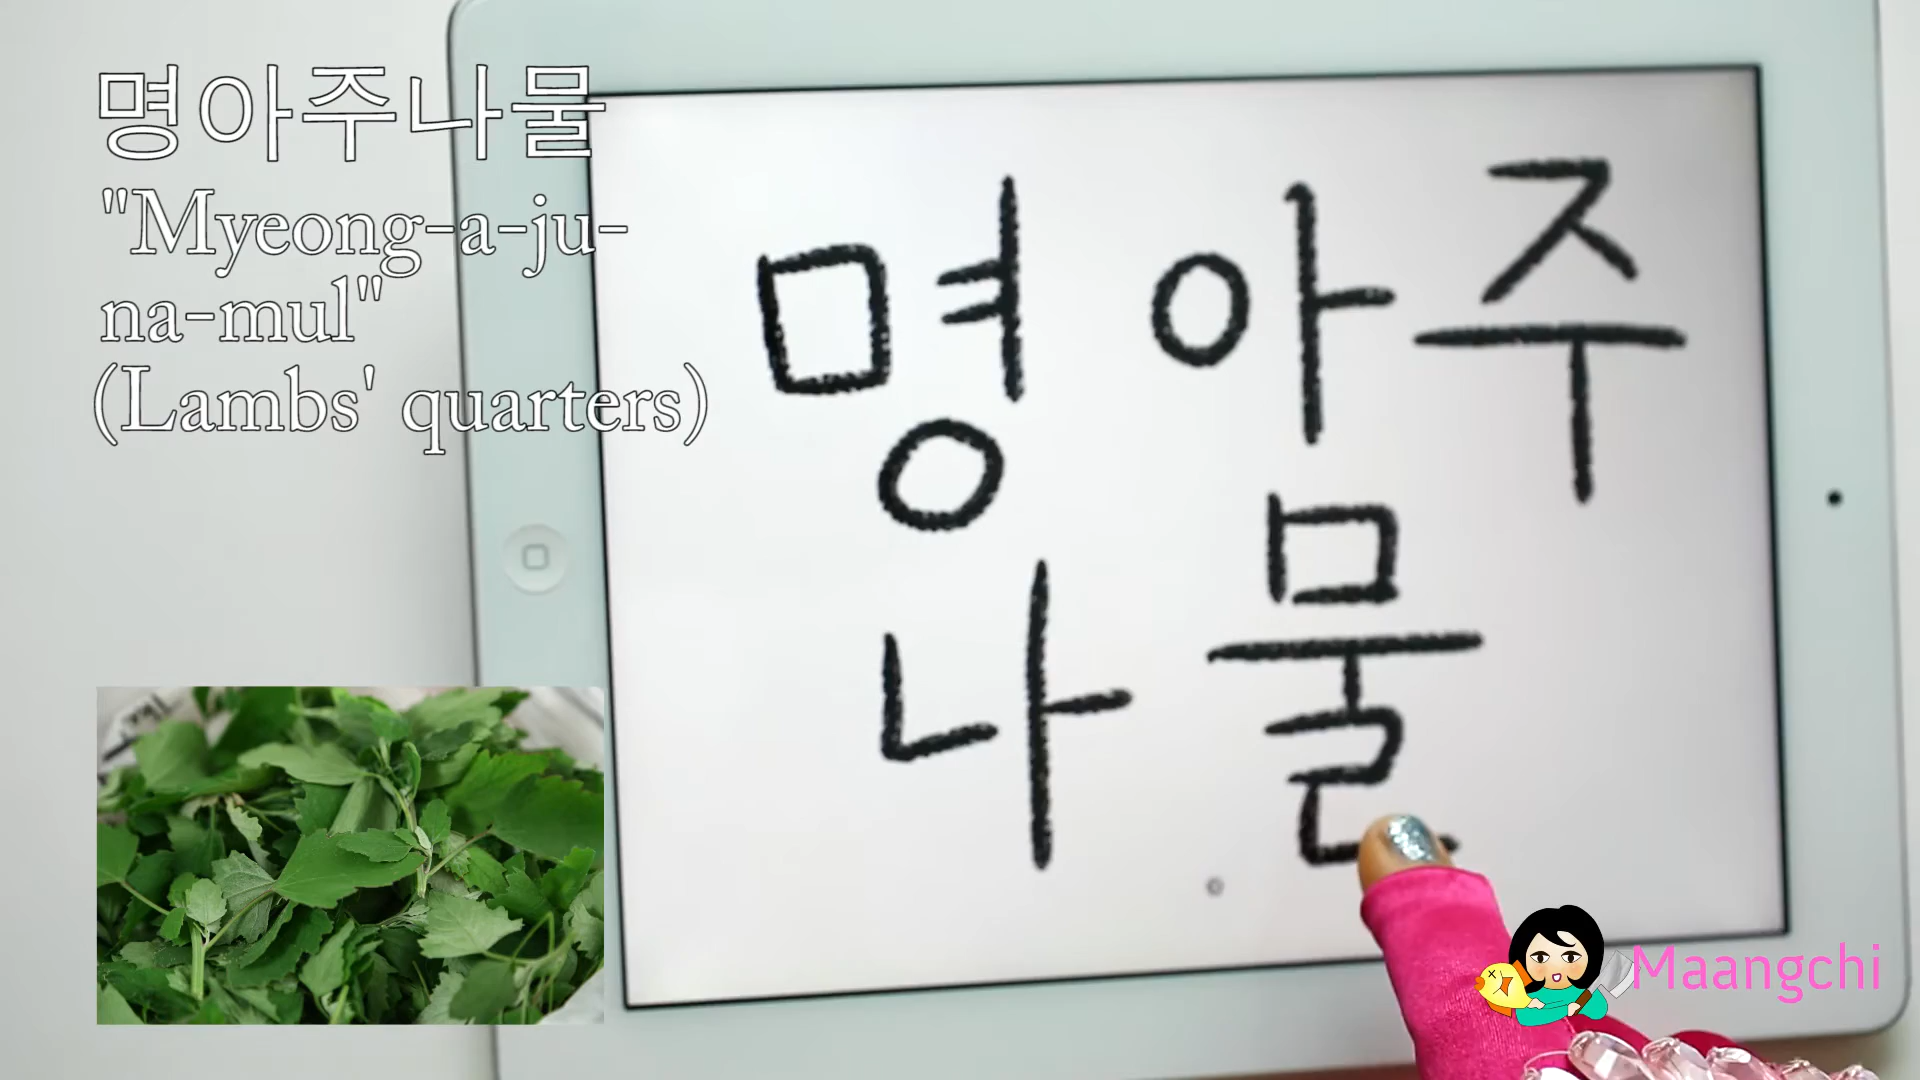 명아주나물
"Myeong-a-ju-
na-mul"
(Lambs' quarters)
명아주
나물
Maangchi